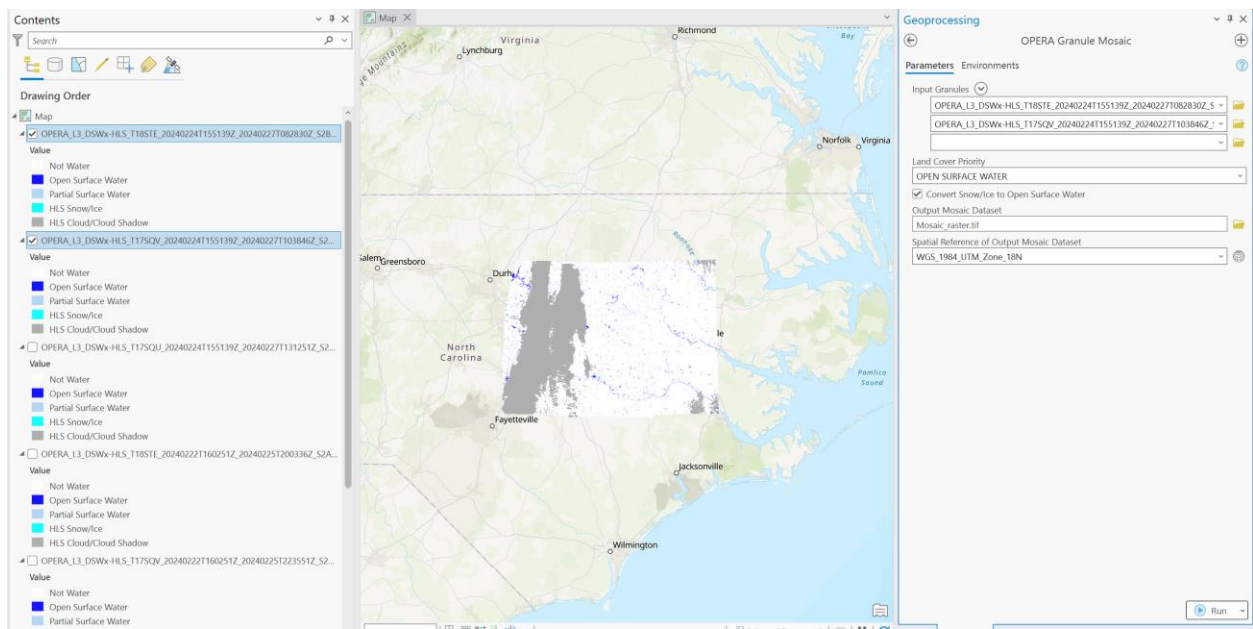 Contents
Search
Drawing Order
Map
OPERA_L3_DSWx-HLS_T18STE_20240224T155139Z_20240227T082830Z_S2B...
Value
Not Water
Open Surface Water
Partial Surface Water
HLS Snow/Ice
HLS Cloud/Cloud Shadow
OPERA_L3_DSWx-HLS_T17SQV_20240224T155139Z_20240227T103846Z_S2...
Value
Not Water
Open Surface Water
Partial Surface Water
HLS Snow/Ice
HLS Cloud/Cloud Shadow
OPERA_L3_DSWx-HLS_T17SQU_20240224T155139Z_20240227T131251Z_S2...
Value
Not Water
Open Surface Water
Partial Surface Water
HLS Snow/Ice
HLS Cloud/Cloud Shadow
OPERA_L3_DSWx-HLS_T18STE_20240222T160251Z_20240225T200336Z_S2A...
Value
Not Water
Open Surface Water
Partial Surface Water
HLS Snow/Ice
HLS Cloud/Cloud Shadow
OPERA_L3_DSWx-HLS_T17SQV_20240222T160251Z_20240225T223551Z_S2...
Value
Not Water
Open Surface Water
Partial Surface Water
Map
Richmond
Bay
Virginia
Lynchburg
Mountains
Norfolk
Virginia
Roanoke
Salem
Greensboro
Durh
le
North
Carolina
Pamlico
Sound
Fayetteville
Jacksonville
Wilmington
Geoprocessing
OPERA Granule Mosaic
Parameters Environments
Input Granules
OPERA_L3_DSWx-HLS_T18STE_20240224T155139Z_20240227T082830Z_S
OPERA_L3_DSWx-HLS_T17SQV_20240224T155139Z_20240227T103846Z_
Land Cover Priority
OPEN SURFACE WATER
Convert Snow/Ice to Open Surface Water
Output Mosaic Dataset
Mosaic_raster.tif
Spatial Reference of Output Mosaic Dataset
WGS_1984_UTM_Zone_18N
Run